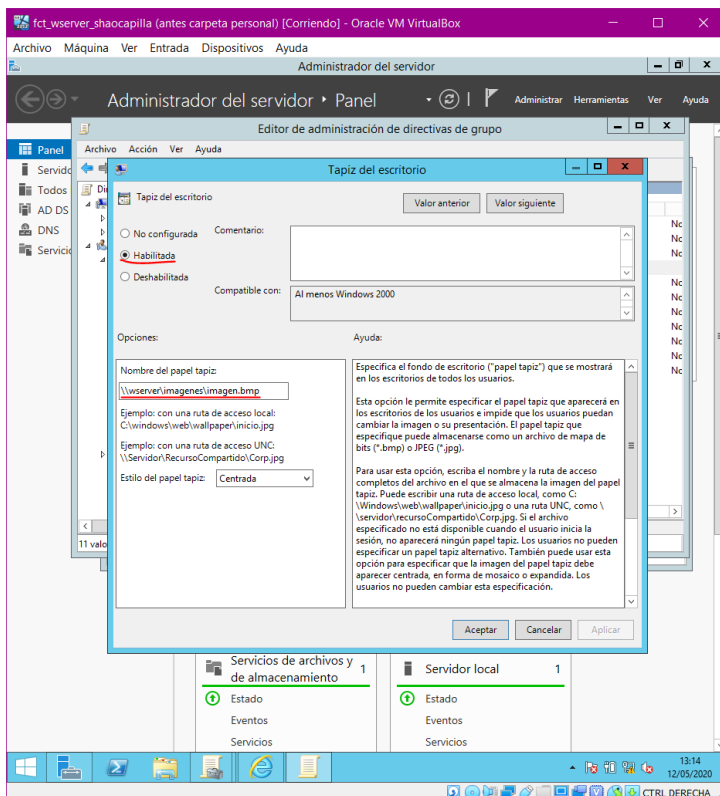 fct_wserver_shaocapilla (antes carpeta personal) [Corriendo] - Oracle VM VirtualBox
Archivo Máquina Ver Entrada Dispositivos Ayuda
Administrador del servidor
Administrador del servidor Panel
Administrar Herramientas Ver Ayuda
Editor de administración de directivas de grupo
Archivo Acción Ver Ayuda
Panel
Todos
AD DS
DNS
Tapiz del escritorio
Tapiz del escritorio
Valor anterior
Valor siguiente
No configurada
Habilitada
Deshabilitada
Comentario:
Compatible con:
Al menos Windows 2000
Opciones:
Ayuda:
Nombre del papel tapiz:
\\wserver\imagenes\imagen.bmp
Ejemplo: con una ruta de acceso local:
C:\windows\web\wallpaper\inicio.jpg
Ejemplo: con una ruta de acceso UNC:
\\Servidor\RecursoCompartido\Corp.jpg
Estilo del papel tapiz: Centrada
Especifica el fondo de escritorio ("papel tapiz") que se mostrará
en los escritorios de todos los usuarios.
Esta opción le permite especificar el papel tapiz que aparecerá en
los escritorios de los usuarios e impide que los usuarios puedan
cambiar la imagen o su presentación. El papel tapiz que
especifique puede almacenarse como un archivo de mapa de
bits (*.bmp) o JPEG (*.jpg).
Para usar esta opción, escriba el nombre y la ruta de acceso
completos del archivo en el que se almacena la imagen del papel
tapiz. Puede escribir una ruta de acceso local, como C:
\Windows\web\wallpaper\inicio.jpg o una ruta UNC, como \
\servidor\recursoCompartido\Corp.jpg. Si el archivo
especificado no está disponible cuando el usuario inicia la
sesión, no aparecerá ningún papel tapiz. Los usuarios no pueden
especificar un papel tapiz alternativo. También puede usar esta
opción para especificar que la imagen del papel tapiz debe
aparecer centrada, en forma de mosaico o expandida. Los
usuarios no pueden cambiar esta especificación.
Aceptar
Cancelar
Aplicar
Servicios de archivos y
de almacenamiento
1
Estado
Eventos
Servicios
Servidor local
1
Estado
Eventos
Servicios
13:14
12/05/2020
CTRL DERECHA